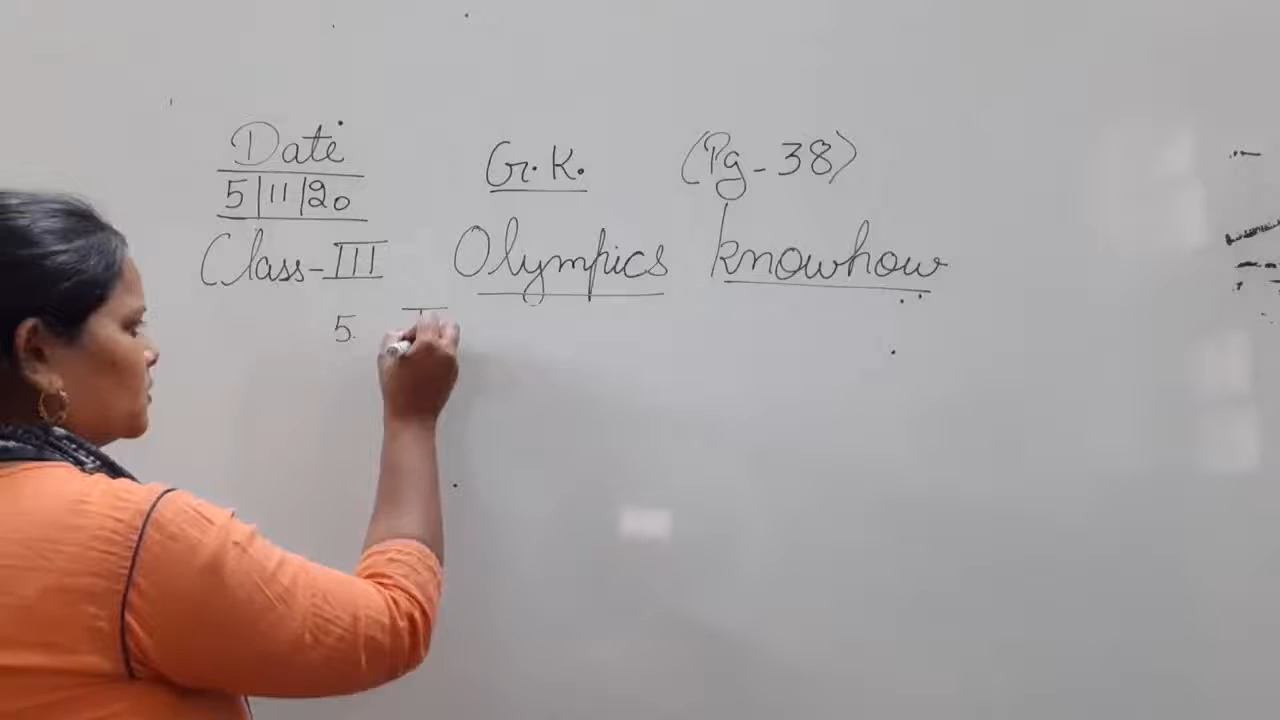 Date G.K. (Pg-38)
5|11|20
Class-III Olympics knowhow
5.